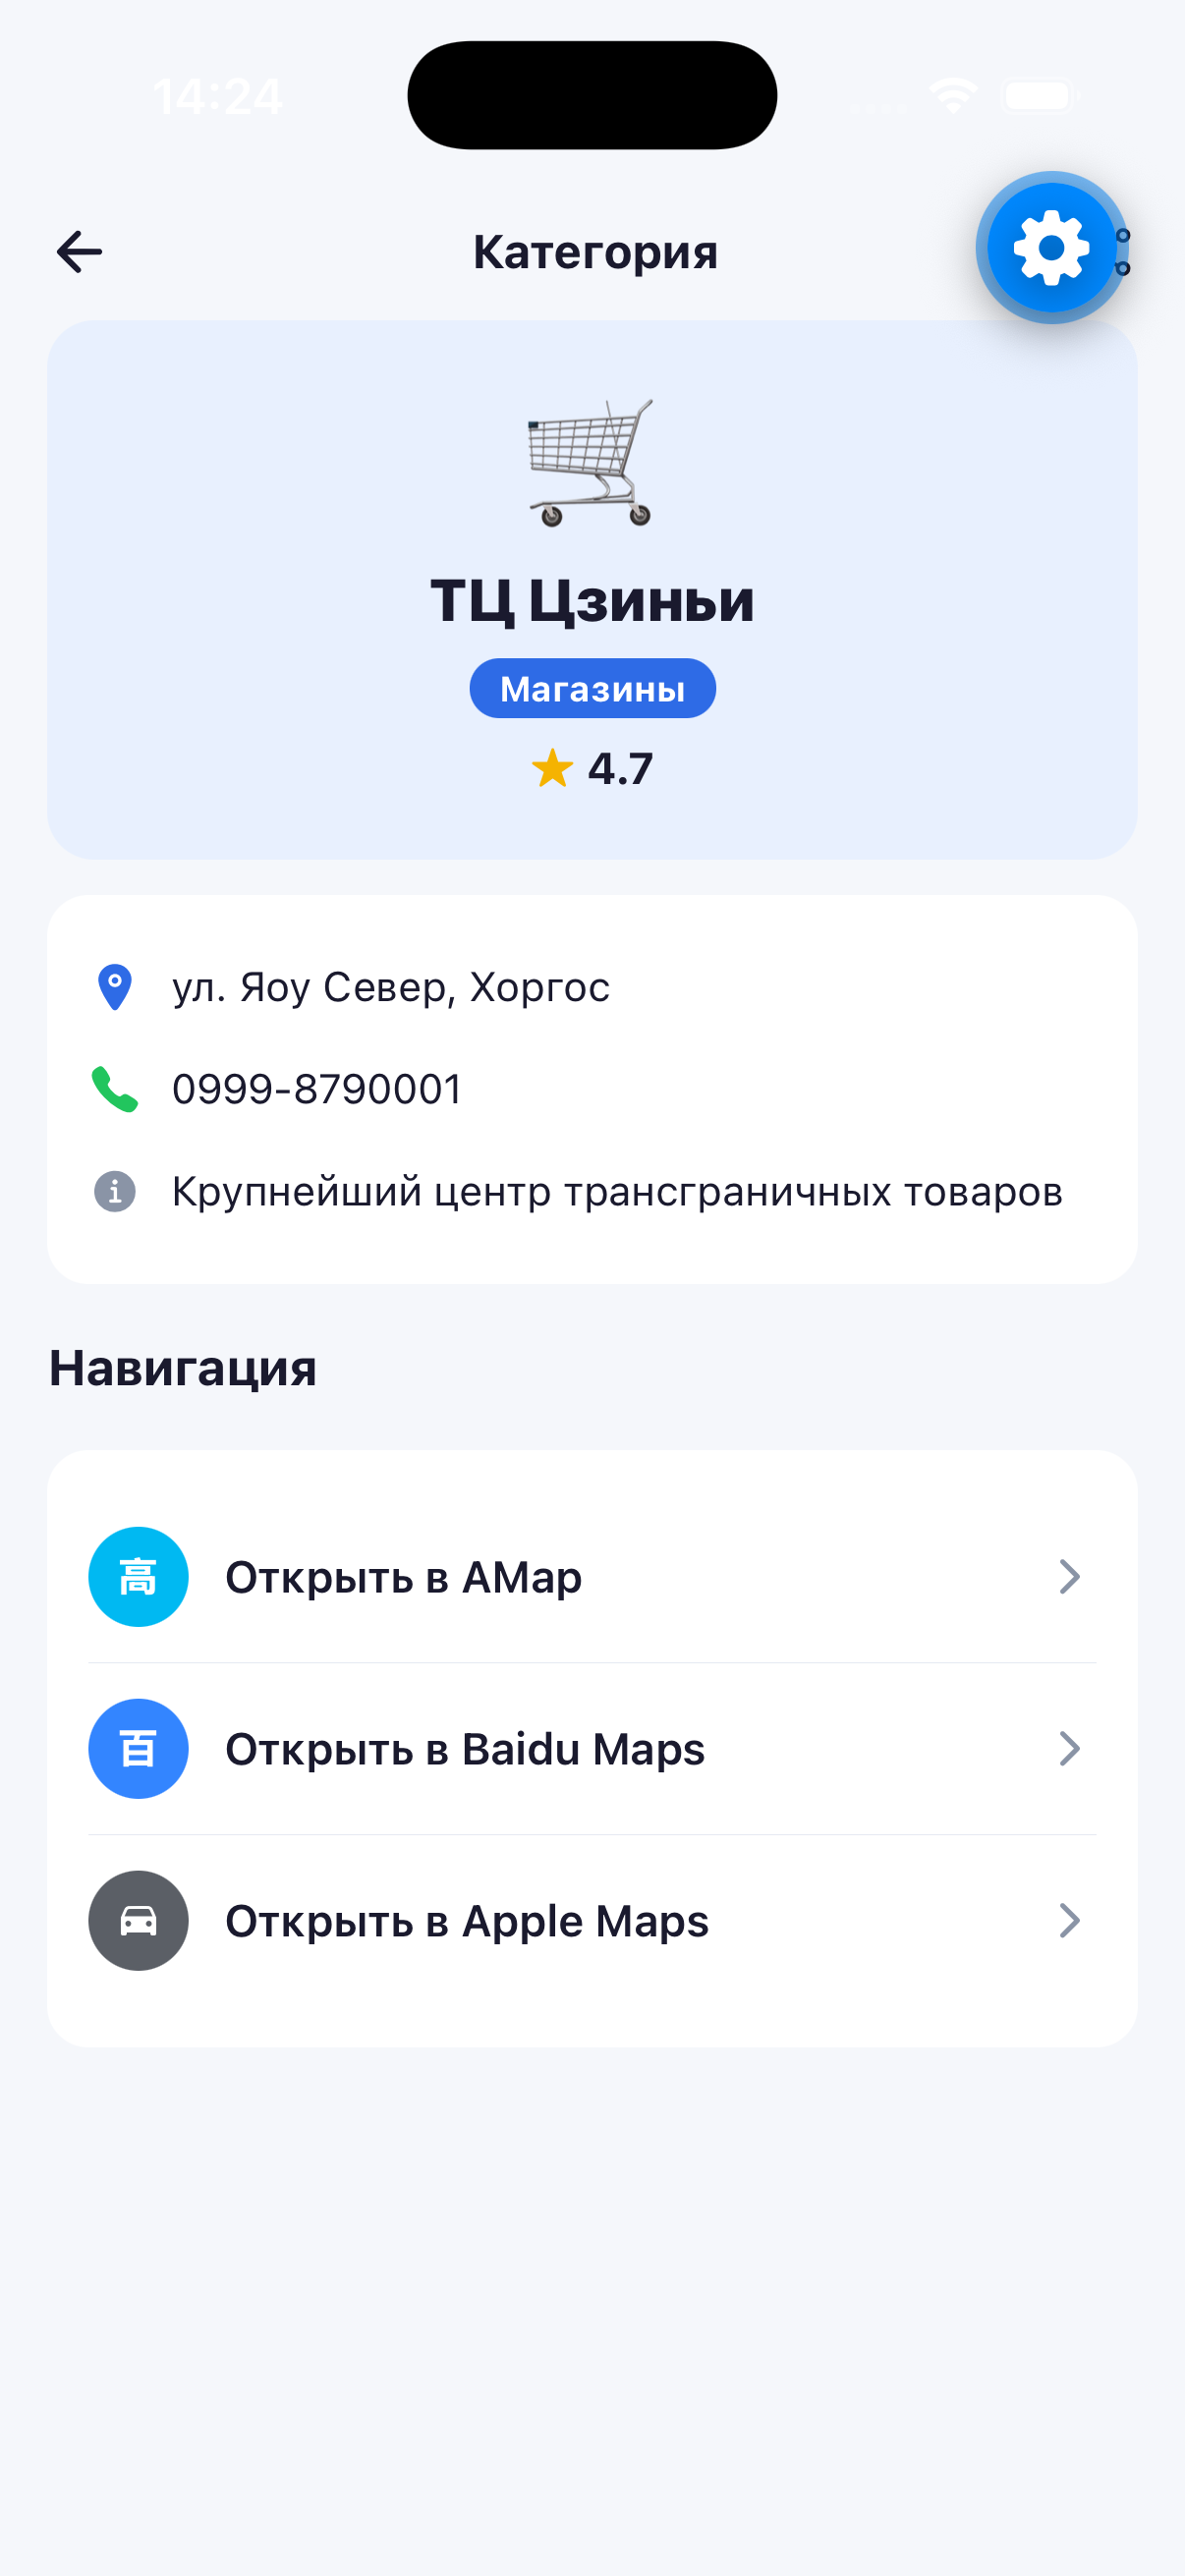 14:24
Категория
ТЦ Цзиньи
Магазины
4.7
ул. Яоу Север, Хоргос
0999-8790001
Крупнейший центр трансграничных товаров
Навигация
高 Открыть в AMap
百 Открыть в Baidu Maps
Открыть в Apple Maps